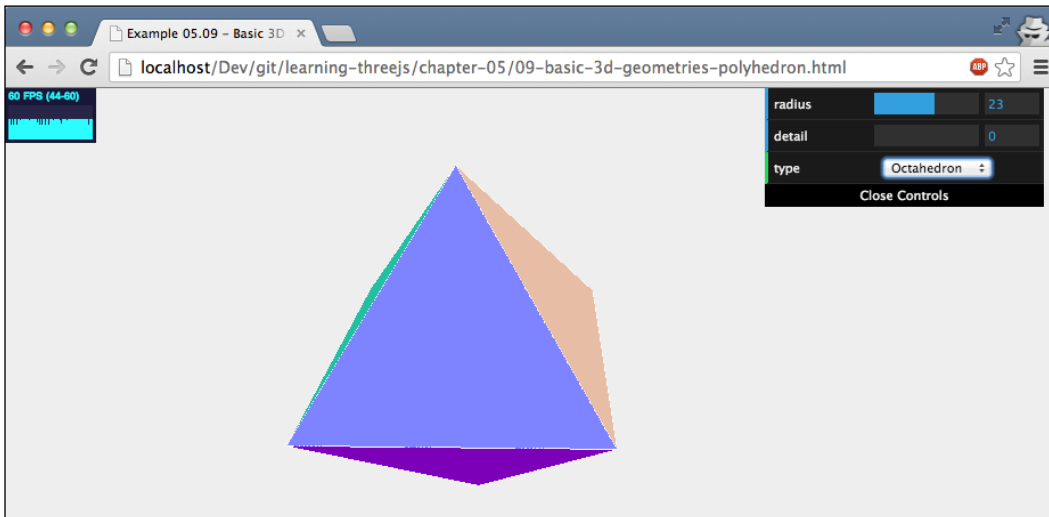 Example 05.09 – Basic 3D
localhost/Dev/git/learning-threejs/chapter-05/09-basic-3d-geometries-polyhedron.html
ABP
60 FPS (44-60)
radius 23
detail 0
type Octahedron
Close Controls